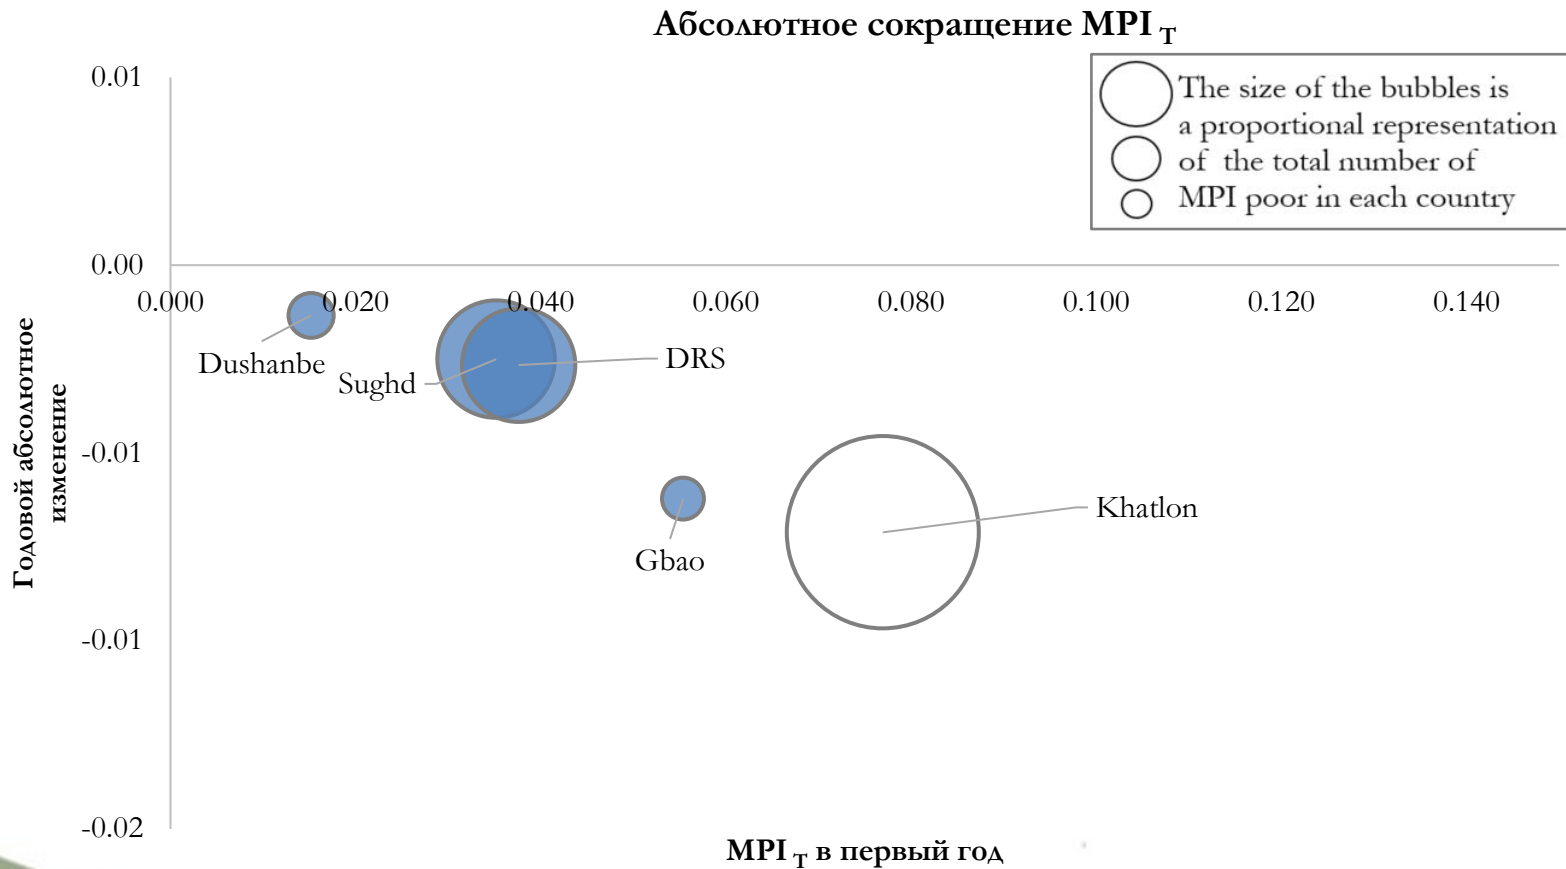 Абсолютное сокращение MPI T
The size of the bubbles is
a proportional representation
of the total number of
MPI poor in each country
0.01
0.00
-0.01
-0.01
-0.02
0.000
0.020
0.040
0.060
0.080
0.100
0.120
0.140
Годовой абсолютное
изменение
Dushanbe
Sughd
DRS
Gbao
Khatlon
MPI T в первый год